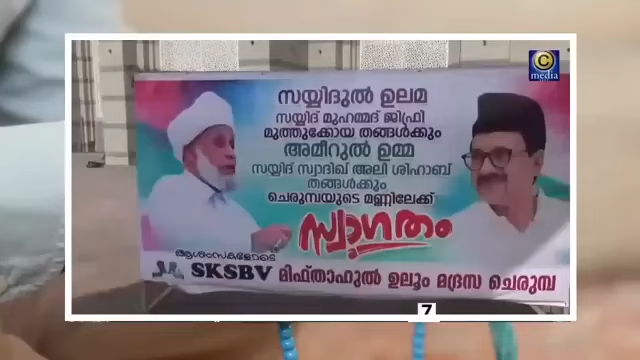 C
media
സയ്യിദുൽ ഉലമ
സയ്യിദ് മുഹമ്മദ് ജിഫ്രി
മുത്തുക്കോയ തങ്ങൾക്കും
അമീറുൽ ഉമ്മ
സയ്യിദ് സ്വാദിഖ് അലി ശിഹാബ്
തങ്ങൾക്കും
ചെരുമ്പയുടെ മണ്ണിലേക്ക്
സ്വാഗതം
ആശംസകളോടെ
SKSBV മിഫ്താഹുൽ ഉലൂം മദ്രസ ചെരുമ്പ
7